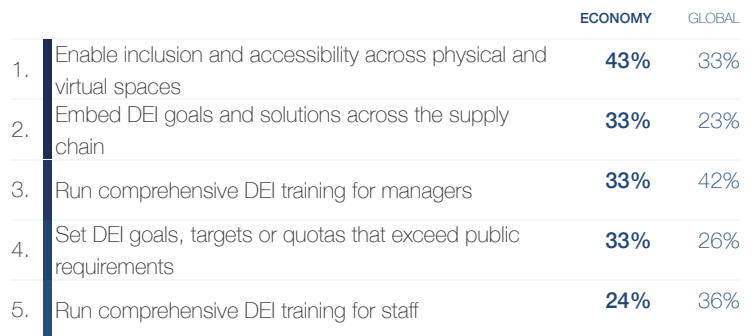 ECONOMY GLOBAL
1. Enable inclusion and accessibility across physical and 43% 33%
virtual spaces
2. Embed DEI goals and solutions across the supply 33% 23%
chain
3. Run comprehensive DEI training for managers 33% 42%
4. Set DEI goals, targets or quotas that exceed public 33% 26%
requirements
5. Run comprehensive DEI training for staff 24% 36%